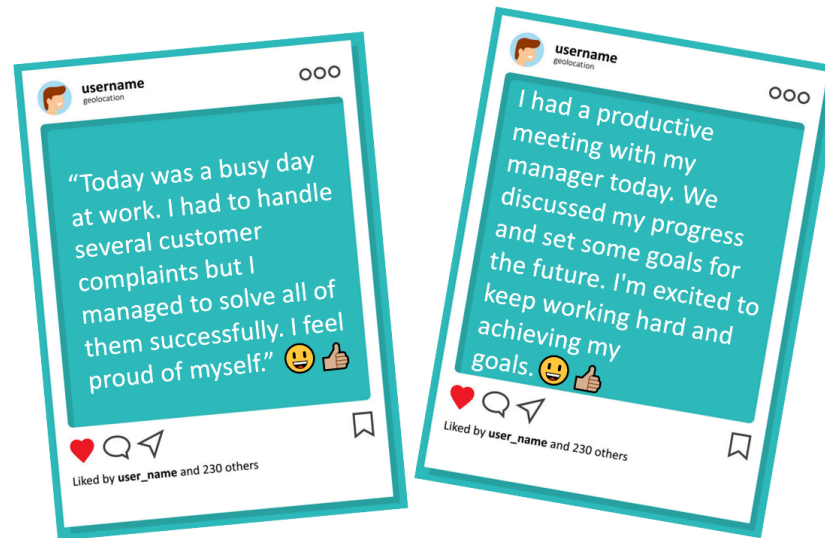 username
geolocation
“Today was a busy day
at work. I had to handle
several customer
complaints but I
managed to solve all of
them successfully. I feel
proud of myself.” 😃👍🏽
Liked by user_name and 230 others
username
geolocation
I had a productive
meeting with my
manager today. We
discussed my progress
and set some goals for
the future. I'm excited to
keep working hard and
achieving my
goals. 😃👍🏽
Liked by user_name and 230 others